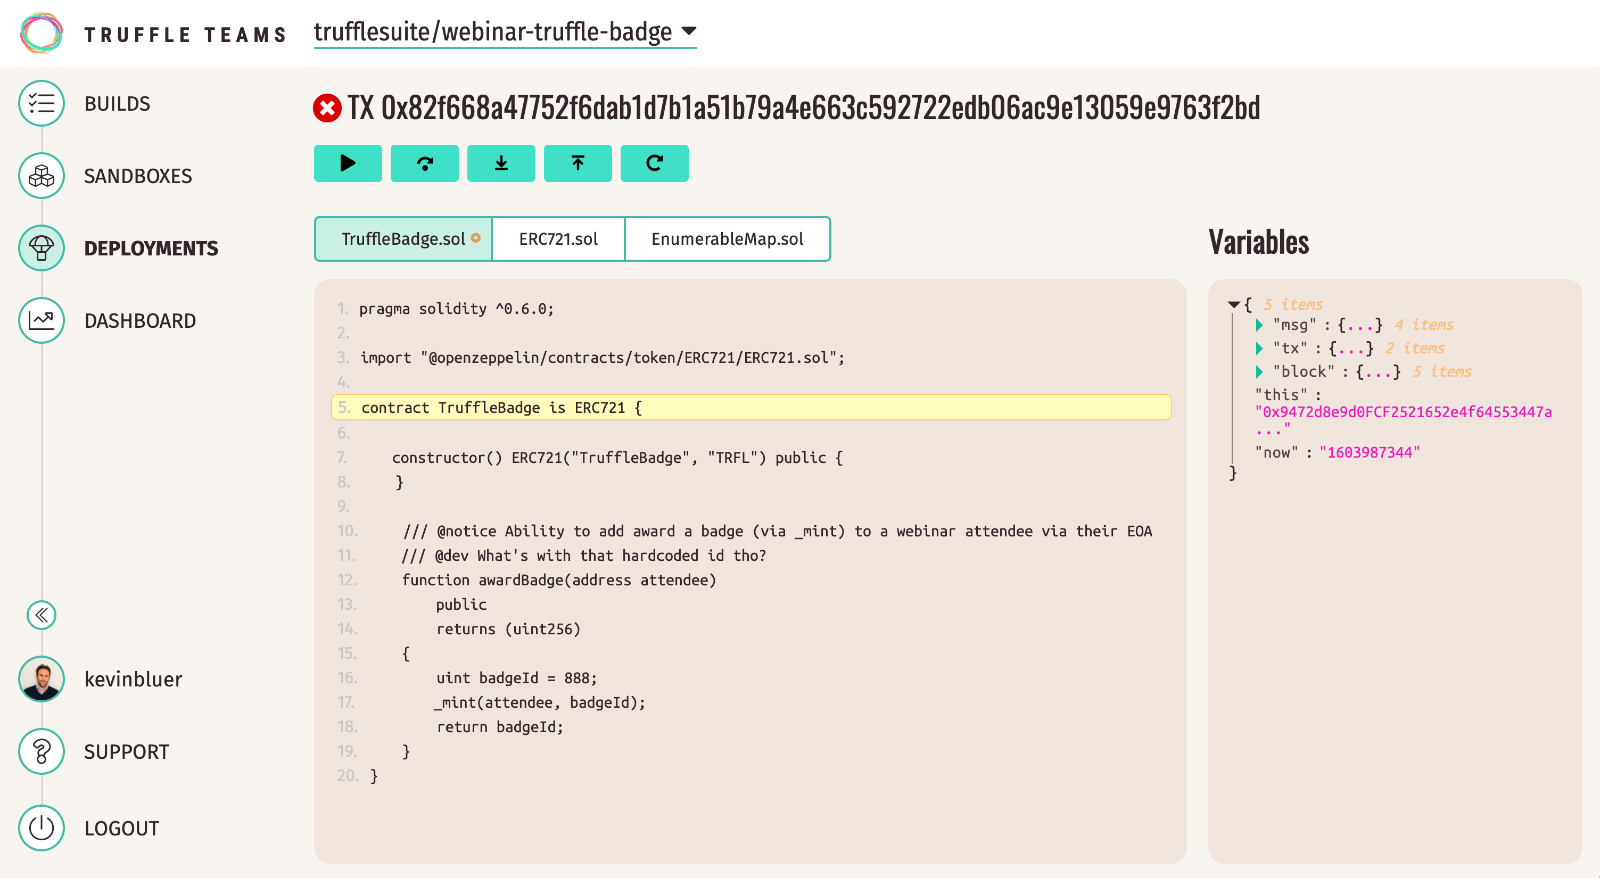 TRUFFLE TEAMS
trufflesuite/webinar-truffle-badge
BUILDS
SANDBOXES
DEPLOYMENTS
DASHBOARD
kevinbluer
SUPPORT
LOGOUT
TX 0x82f668a47752f6dab1d7b1a51b79a4e663c592722edb06ac9e13059e9763f2bd
TruffleBadge.sol
ERC721.sol
EnumerableMap.sol
1. pragma solidity ^0.6.0;
2.
3. import "@openzeppelin/contracts/token/ERC721/ERC721.sol";
4.
5. contract TruffleBadge is ERC721 {
6.
7. constructor() ERC721("TruffleBadge", "TRFL") public {
8. }
9.
10. /// @notice Ability to add award a badge (via _mint) to a webinar attendee via their EOA
11. /// @dev What's with that hardcoded id tho?
12. function awardBadge(address attendee)
13. public
14. returns (uint256)
15. {
16. uint badgeId = 888;
17. _mint(attendee, badgeId);
18. return badgeId;
19. }
20. }
Variables
{ 5 items
"msg" : {...} 4 items
"tx" : {...} 2 items
"block" : {...} 5 items
"this" :
"0x9472d8e9d0FCF2521652e4f64553447a
..."
"now" : "1603987344"
}